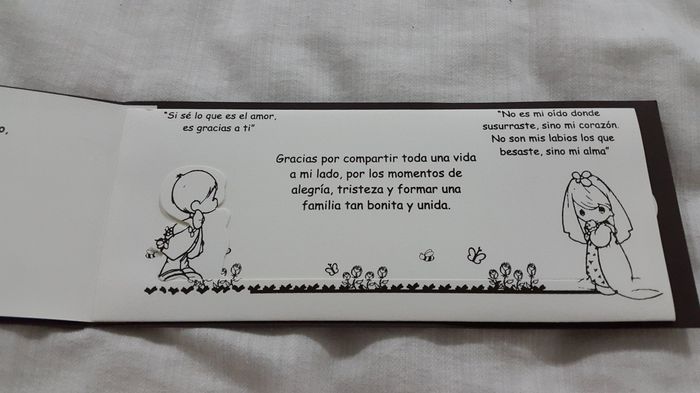 "Si sé lo que es el amor,
es gracias a ti"
"No es mi oído donde
susurraste, sino mi corazón.
No son mis labios los que
besaste, sino mi alma"
Gracias por compartir toda una vida
a mi lado, por los momentos de
alegría, tristeza y formar una
familia tan bonita y unida.